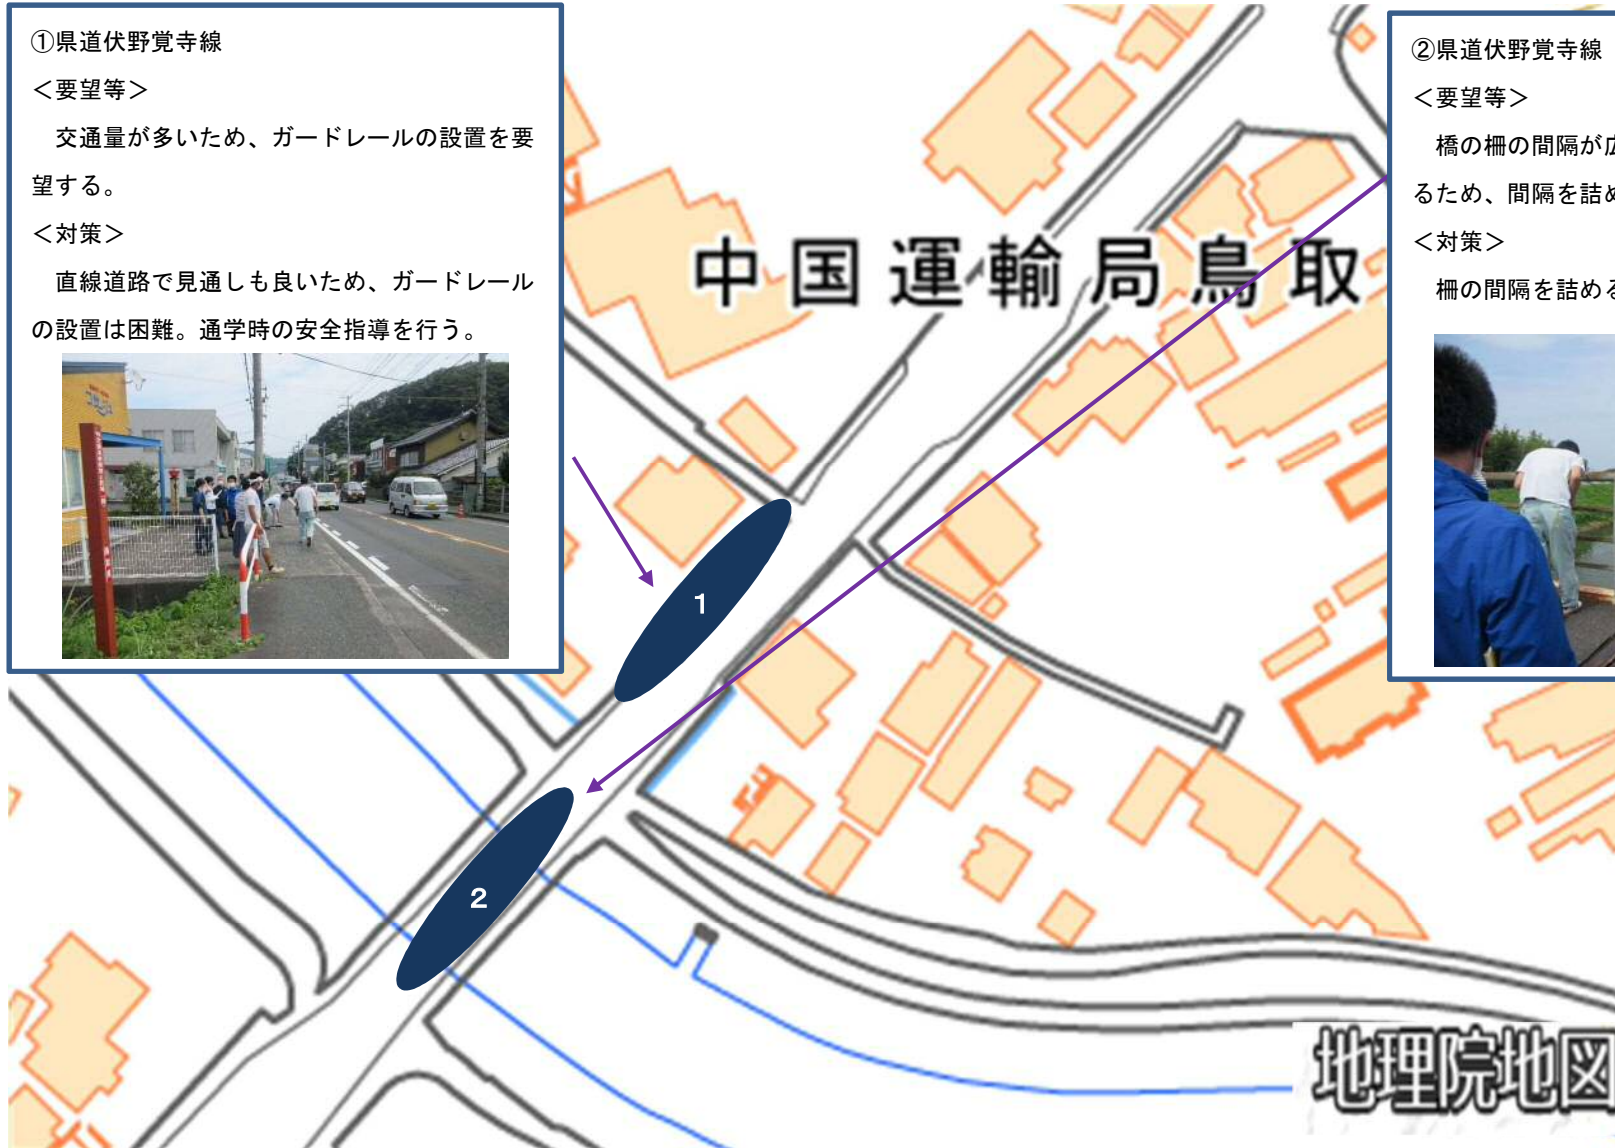 ①県道伏野覚寺線
＜要望等＞
交通量が多いため、ガードレールの設置を要
望する。
＜対策＞
直線道路で見通しも良いため、ガードレール
の設置は困難。通学時の安全指導を行う。
②県道伏野覚寺線
＜要望等＞
橋の柵の間隔が
るため、間隔を詰め
＜対策＞
柵の間隔を詰める
中国運輸局鳥取
1
2
地理院地図